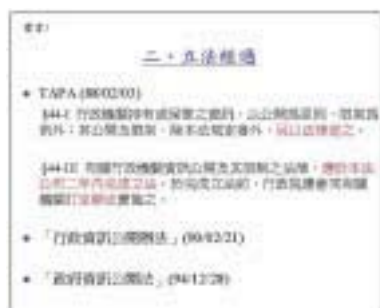 二、立法經過
TAPA (88/02/03)
§44-I 行政機關持有或保管之資訊,以公開為原則,限制為
例外;其公開及限制,除本法規定者外,另以法律定之。
§44-III 有關行政機關資訊公開及其限制之法律,應於本法
公布二年內完成立法。於完成立法前,行政院應會同有關
機關訂定辦法實施之。
「行政資訊公開辦法」(90/02/21)
「政府資訊公開法」(94/12/28)